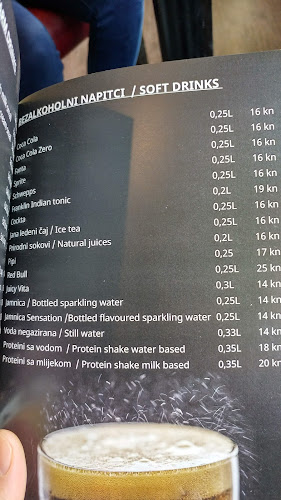 BEZALKOHOLNI NAPITCI / SOFT DRINKS
Coca Cola 0,25L 16 kn
Coca Cola Zero 0,25L 16 kn
Fanta 0,25L 16 kn
Sprite 0,25L 16 kn
Schwepps 0,25L 16 kn
Franklin Indian tonic 0,2L 19 kn
Cockta 0,25L 16 kn
Jana ledeni čaj / Ice tea 0,25L 16 kn
Prirodni sokovi / Natural juices 0,2L 16 kn
Pipi 0,25 17 kn
Red Bull 0,25L 25 kn
Juicy Vita 0,3L 14 kn
Jamnica / Bottled sparkling water 0,25L 14 kn
Jamnica Sensation /Bottled flavoured sparkling water 0,25L 14 kn
Voda negazirana / Still water 0,33L 14 kn
Proteini sa vodom / Protein shake water based 0,35L 18 kn
Proteini sa mlijekom / Protein shake milk based 0,35L 20 kn